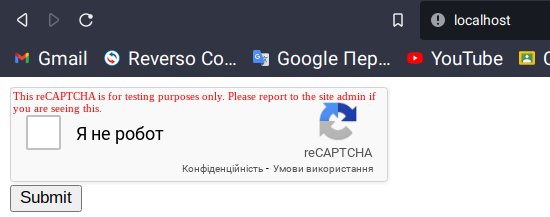 localhost
Gmail Reverso Co... Google Пер... YouTube
This reCAPTCHA is for testing purposes only. Please report to the site admin if
you are seeing this.
Я не робот
reCAPTCHA
Конфіденційність - Умови використання
Submit